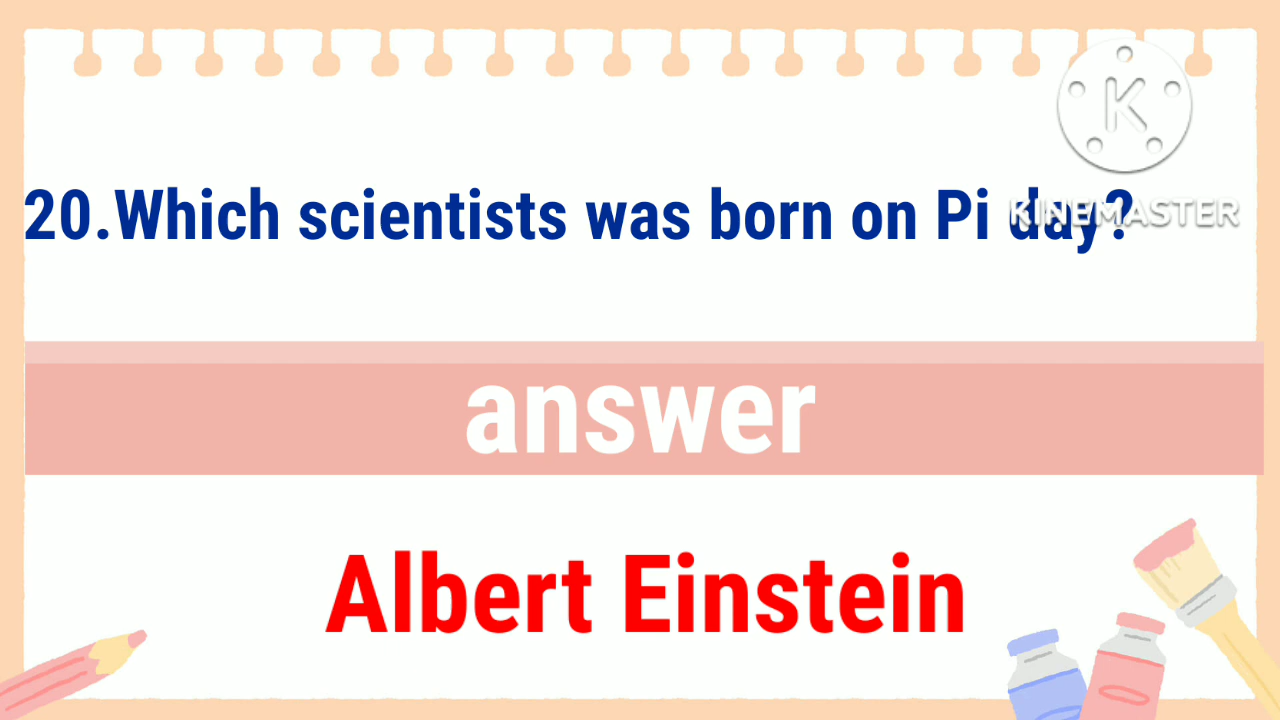 20.Which scientists was born on Pi day?
KINEMASTER
answer
Albert Einstein